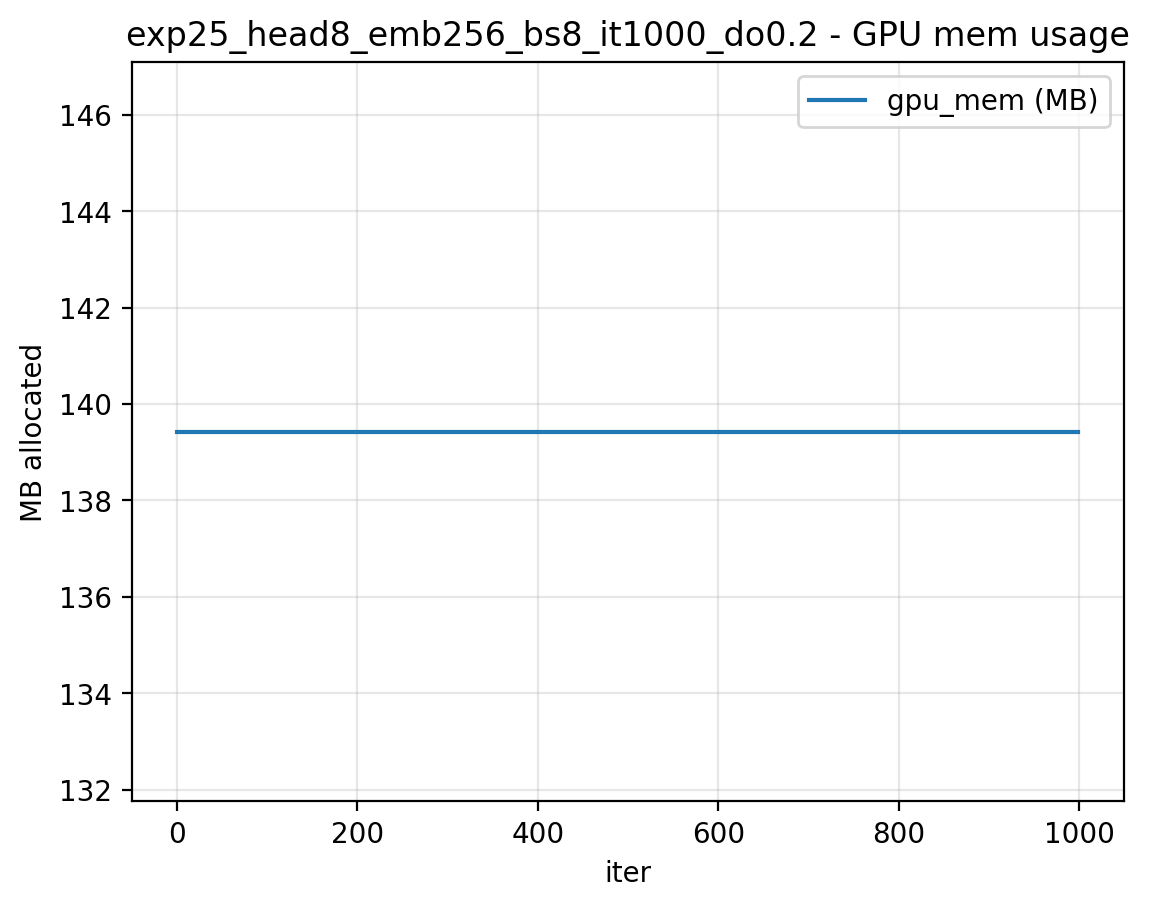 exp25_head8_emb256_bs8_it1000_do0.2 - GPU mem usage
gpu_mem (MB)
146
144
142
140
138
136
134
132
MB allocated
0 200 400 600 800 1000
iter